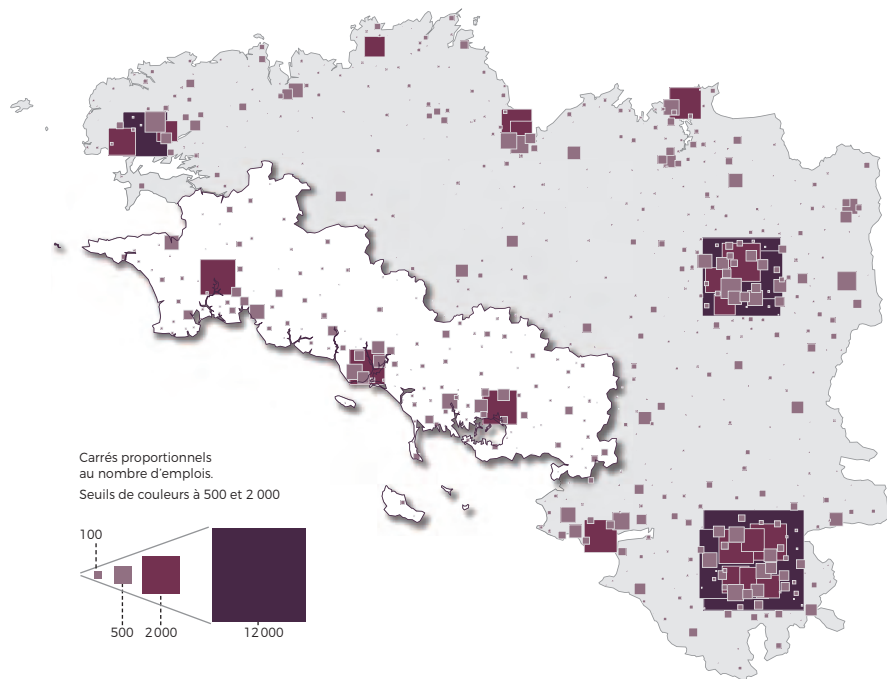 Carrés proportionnels
au nombre d'emplois.
Seuils de couleurs à 500 et 2 000
100
500
2 000
12 000